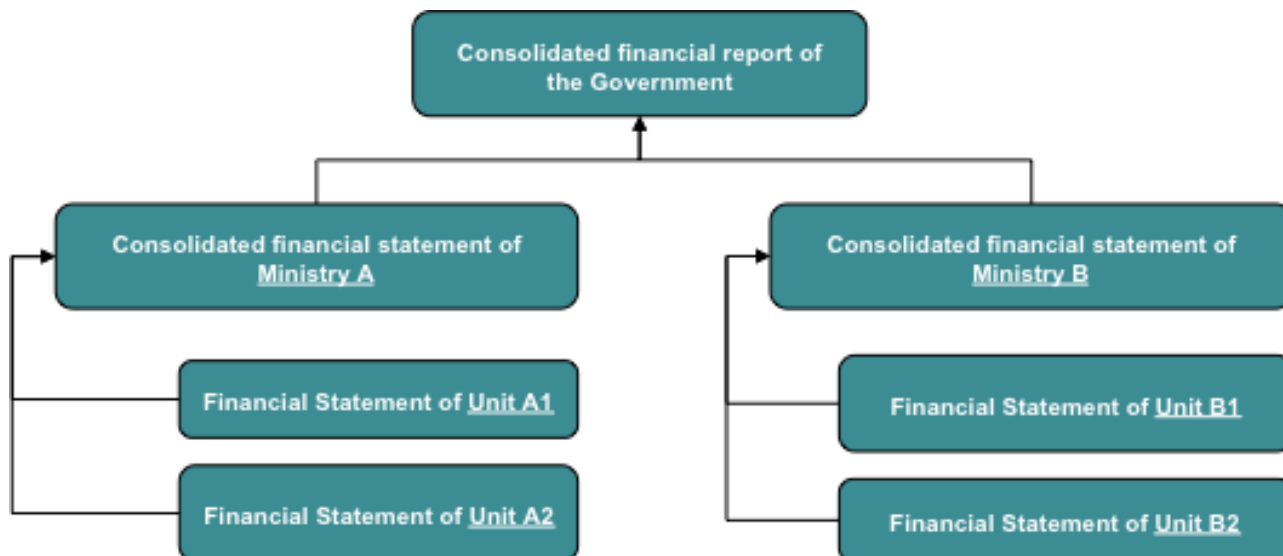 Consolidated financial report of
the Government
Consolidated financial statement of
Ministry A
Consolidated financial statement of
Ministry B
Financial Statement of Unit A1
Financial Statement of Unit B1
Financial Statement of Unit A2
Financial Statement of Unit B2